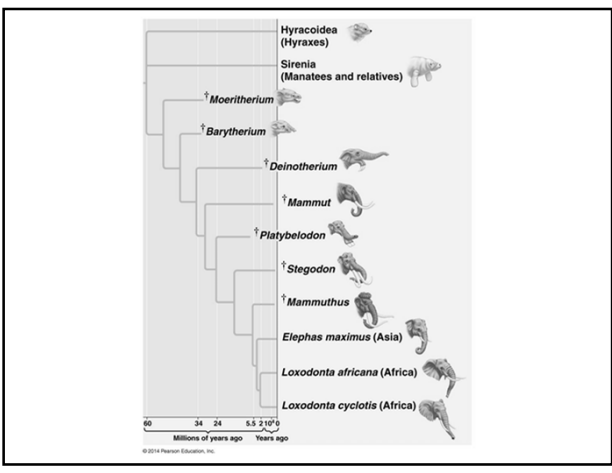 Hyracoidea
(Hyraxes)
Sirenia
(Manatees and relatives)
†Moeritherium
†Barytherium
†Deinotherium
†Mammut
†Platybelodon
†Stegodon
†Mammuthus
Elephas maximus (Asia)
Loxodonta africana (Africa)
Loxodonta cyclotis (Africa)
60 34 24 5.5 2 10⁴ 0
Millions of years ago Years ago
© 2014 Pearson Education, Inc.